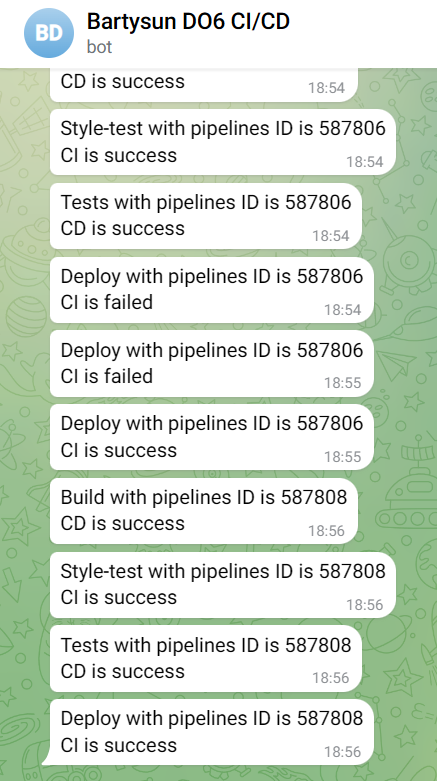 BD
Bartysun DO6 CI/CD
bot
CD is success
18:54
Style-test with pipelines ID is 587806
CI is success
18:54
Tests with pipelines ID is 587806
CD is success
18:54
Deploy with pipelines ID is 587806
CI is failed
18:54
Deploy with pipelines ID is 587806
CI is failed
18:55
Deploy with pipelines ID is 587806
CI is success
18:55
Build with pipelines ID is 587808
CD is success
18:56
Style-test with pipelines ID is 587808
CI is success
18:56
Tests with pipelines ID is 587808
CD is success
18:56
Deploy with pipelines ID is 587808
CI is success
18:56